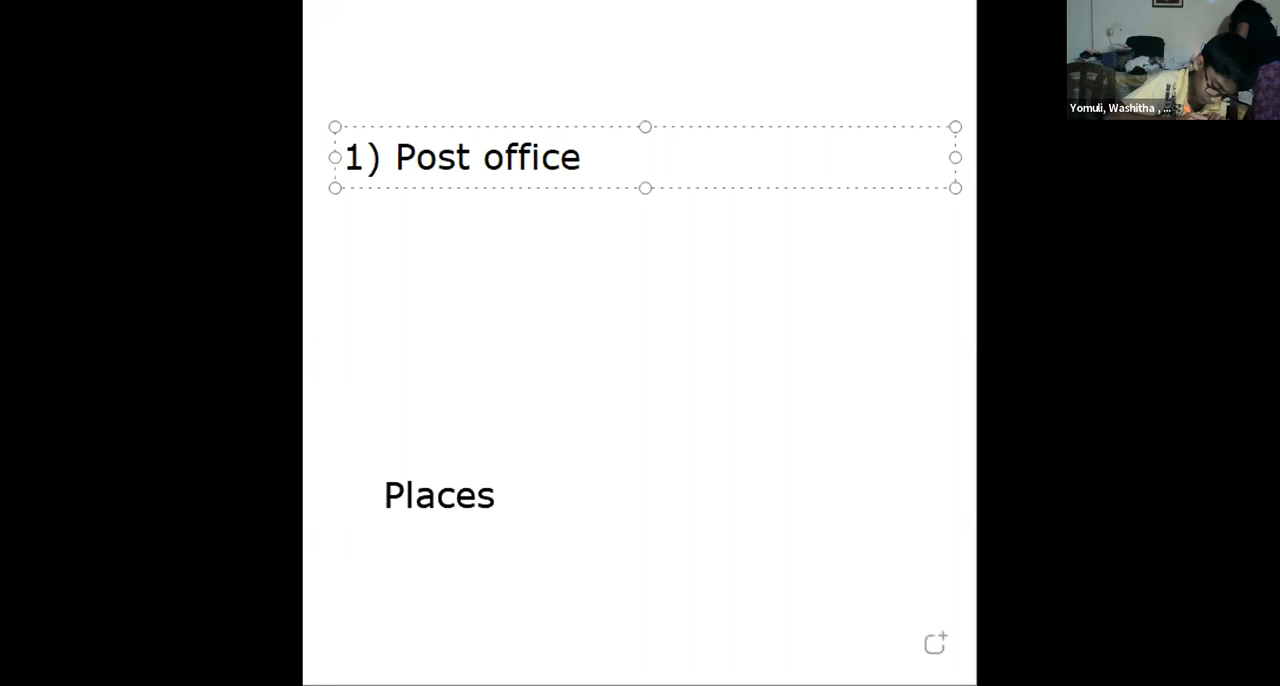 1) Post office
Places
Yomuli, Washitha , ...